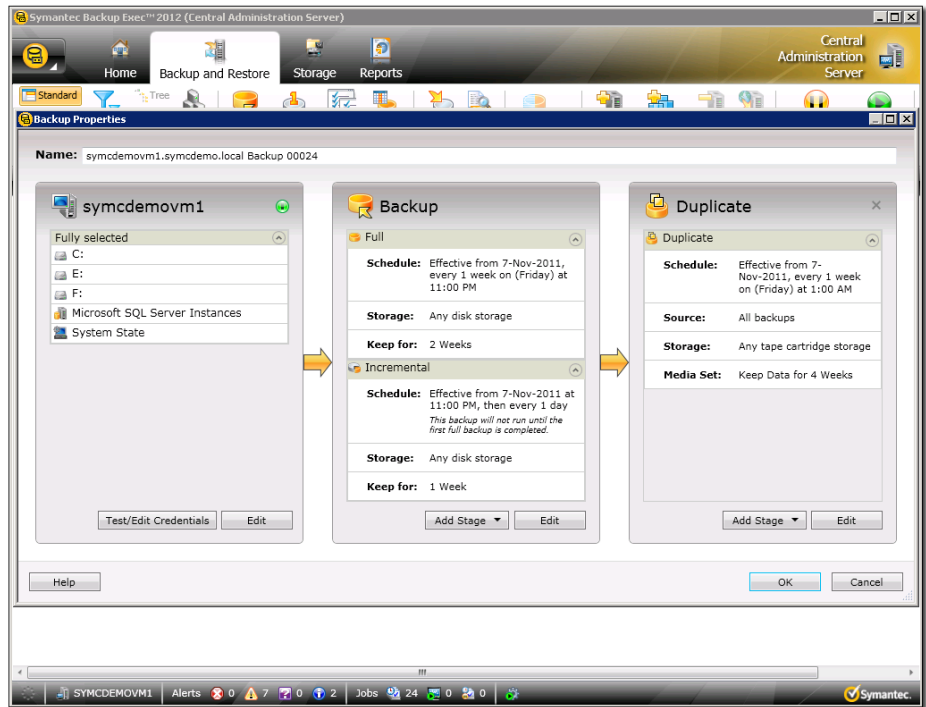 Symantec Backup Exec™ 2012 (Central Administration Server)
Home
Backup and Restore
Storage
Reports
Central
Administration
Server
Standard
Tree
Backup Properties
Name: symcdemovm1.symcdemo.local Backup 00024
symcdemovm1
Fully selected
C:
E:
F:
Microsoft SQL Server Instances
System State
Test/Edit Credentials
Edit
Backup
Full
Schedule: Effective from 7-Nov-2011,
every 1 week on (Friday) at
11:00 PM
Storage: Any disk storage
Keep for: 2 Weeks
Incremental
Schedule: Effective from 7-Nov-2011 at
11:00 PM, then every 1 day
This backup will not run until the
first full backup is completed.
Storage: Any disk storage
Keep for: 1 Week
Add Stage
Edit
Duplicate
Duplicate
Schedule: Effective from 7-
Nov-2011, every 1 week
on (Friday) at 1:00 AM
Source: All backups
Storage: Any tape cartridge storage
Media Set: Keep Data for 4 Weeks
Add Stage
Edit
Help
OK
Cancel
SYMCDEMOVM1 Alerts 0 7 0 2 Jobs 24 0 0
Symantec.